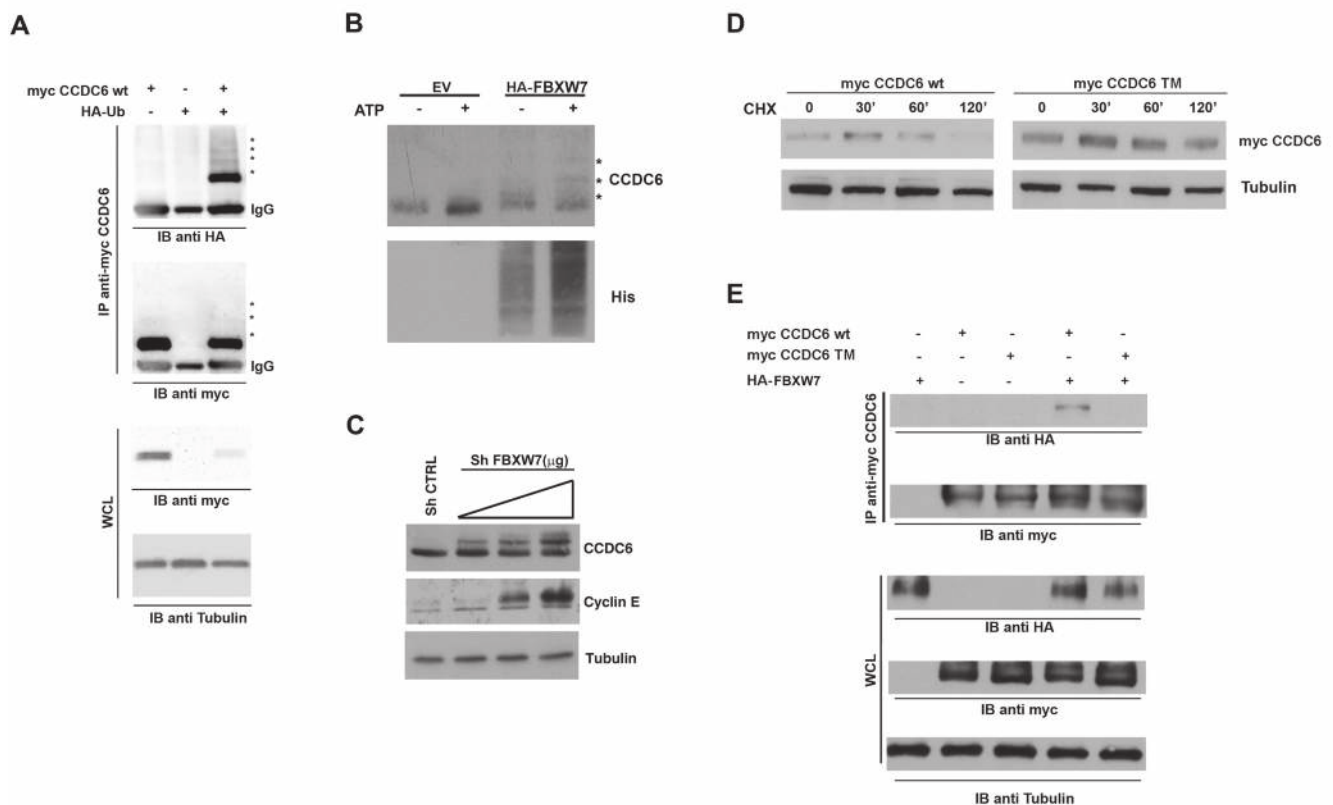 A
myc CCDC6 wt + - +
HA-Ub - + +
IP anti-myc CCDC6
*
*
*
*
IgG
IB anti HA
*
*
*
IgG
IB anti myc
WCL
IB anti myc
IB anti Tubulin
B
EV HA-FBXW7
ATP - + - +
*
* CCDC6
*
His
C
Sh CTRL
Sh FBXW7(μg)
CCDC6
Cyclin E
Tubulin
D
myc CCDC6 wt myc CCDC6 TM
CHX 0 30' 60' 120' 0 30' 60' 120'
myc CCDC6
Tubulin
E
myc CCDC6 wt - + - + -
myc CCDC6 TM - - + - +
HA-FBXW7 + - - + +
IP anti-myc CCDC6
IB anti HA
IB anti myc
WCL
IB anti HA
IB anti myc
IB anti Tubulin